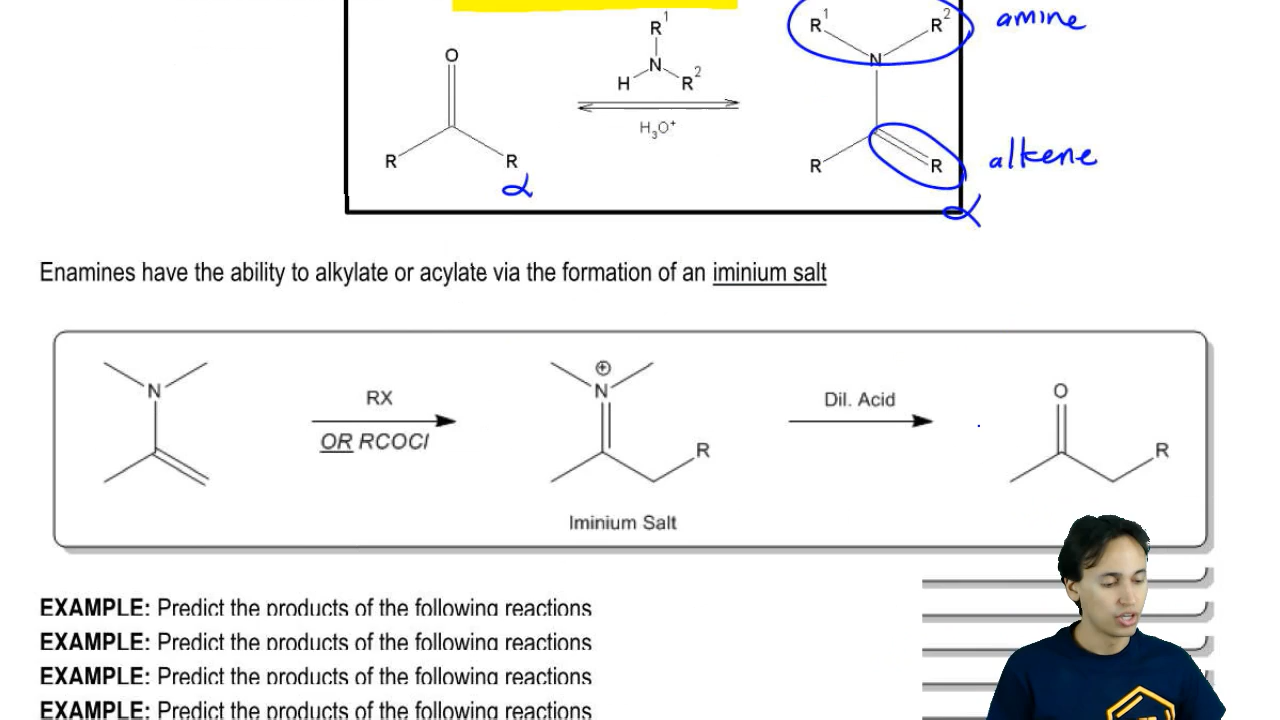 R¹ R² amine
R¹
O N N
H R²
H₃O⁺
R R R R alkene
α α
Enamines have the ability to alkylate or acylate via the formation of an iminium salt
⊕
N RX N Dil. Acid O
OR RCOCl
R R
Iminium Salt
EXAMPLE: Predict the products of the following reactions
EXAMPLE: Predict the products of the following reactions
EXAMPLE: Predict the products of the following reactions
EXAMPLE: Predict the products of the following reactions